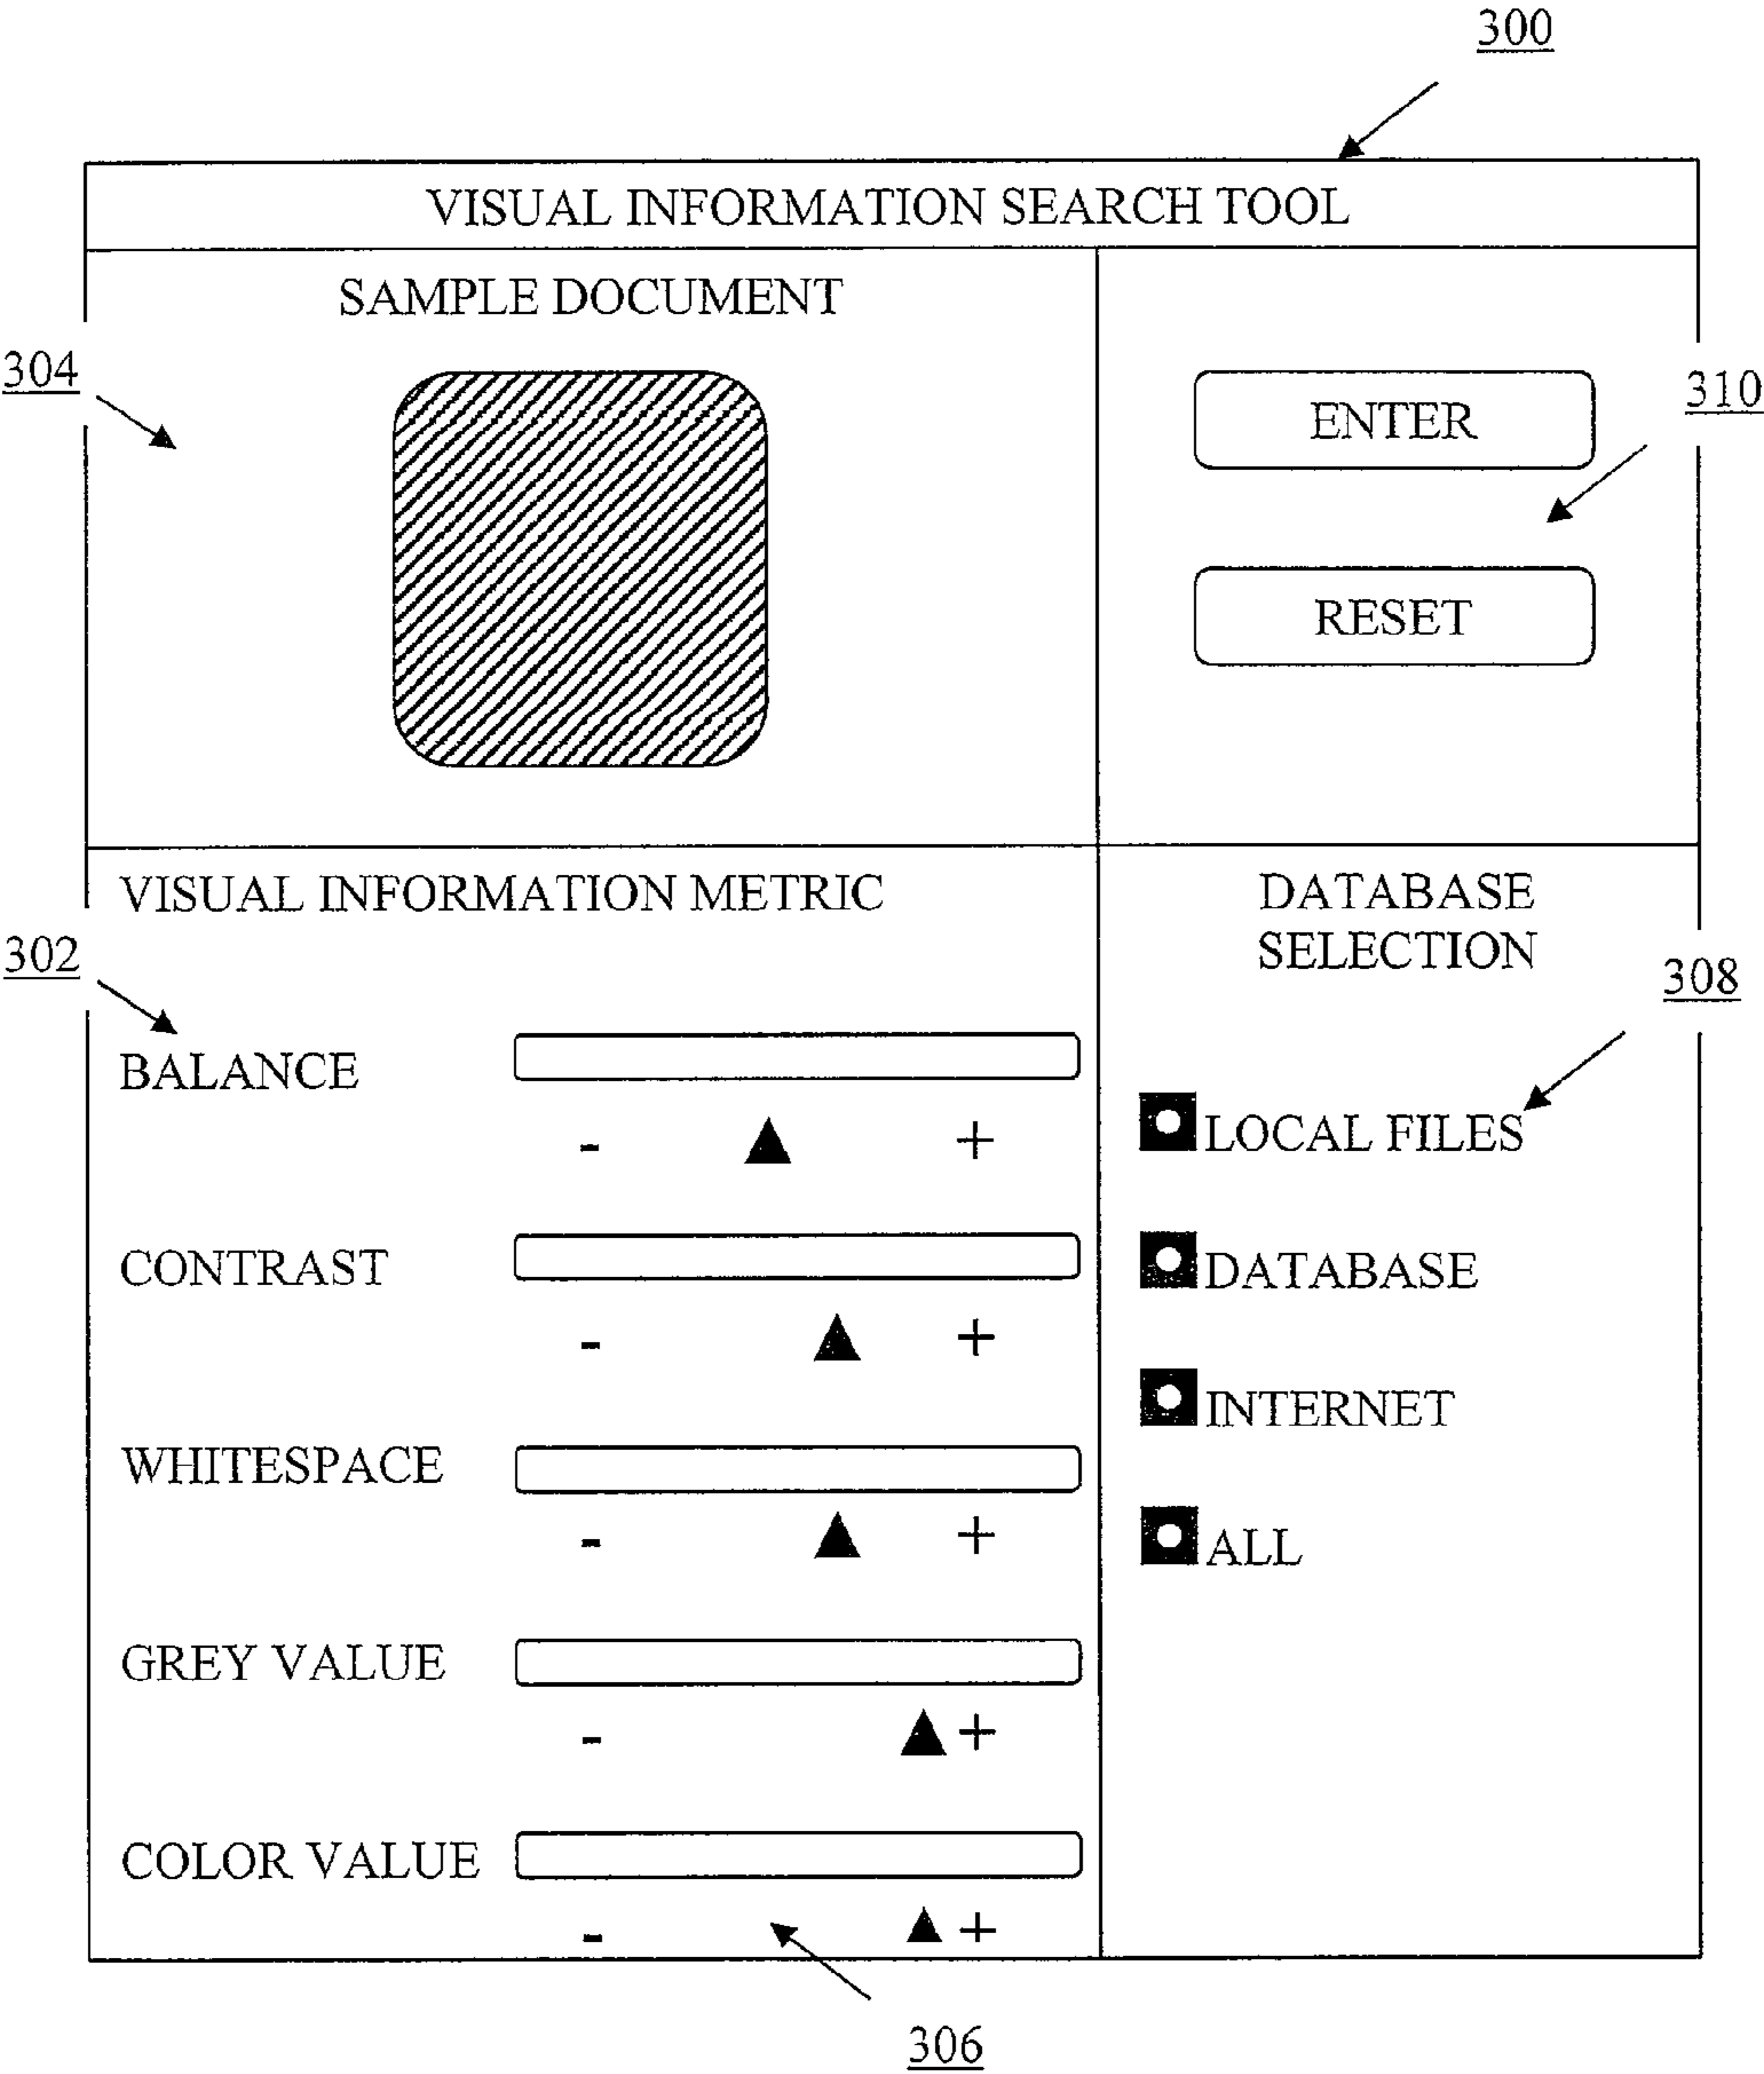 300
VISUAL INFORMATION SEARCH TOOL
SAMPLE DOCUMENT
304
ENTER
310
RESET
VISUAL INFORMATION METRIC
DATABASE
SELECTION
302
308
BALANCE
- +
LOCAL FILES
CONTRAST
- +
DATABASE
WHITESPACE
- +
INTERNET
ALL
GREY VALUE
- +
COLOR VALUE
- +
306